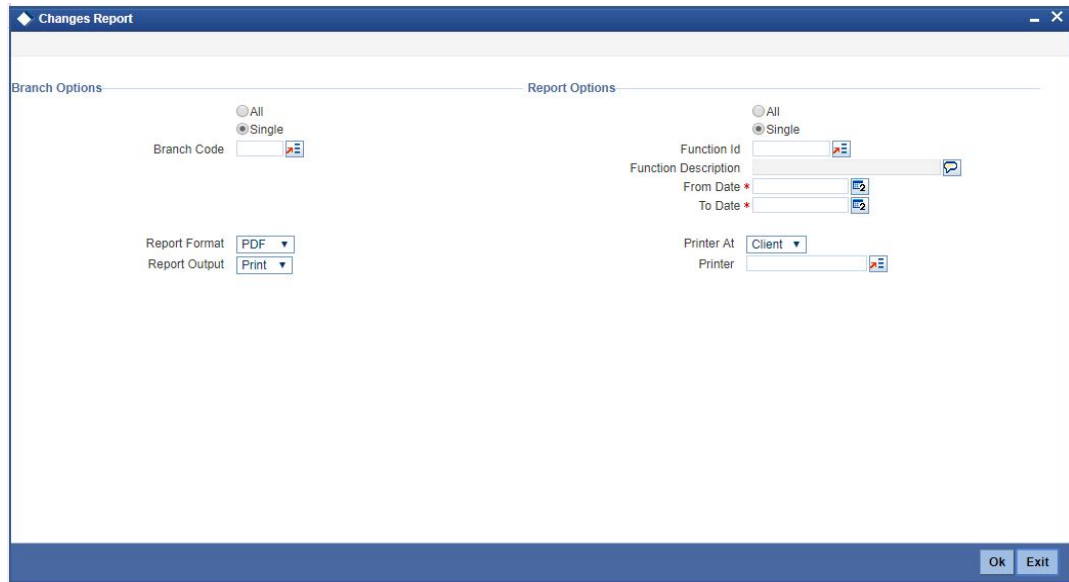 Changes Report
Branch Options
All
Single
Branch Code
Report Format PDF
Report Output Print
Report Options
All
Single
Function Id
Function Description
From Date *
To Date *
Printer At Client
Printer
Ok Exit